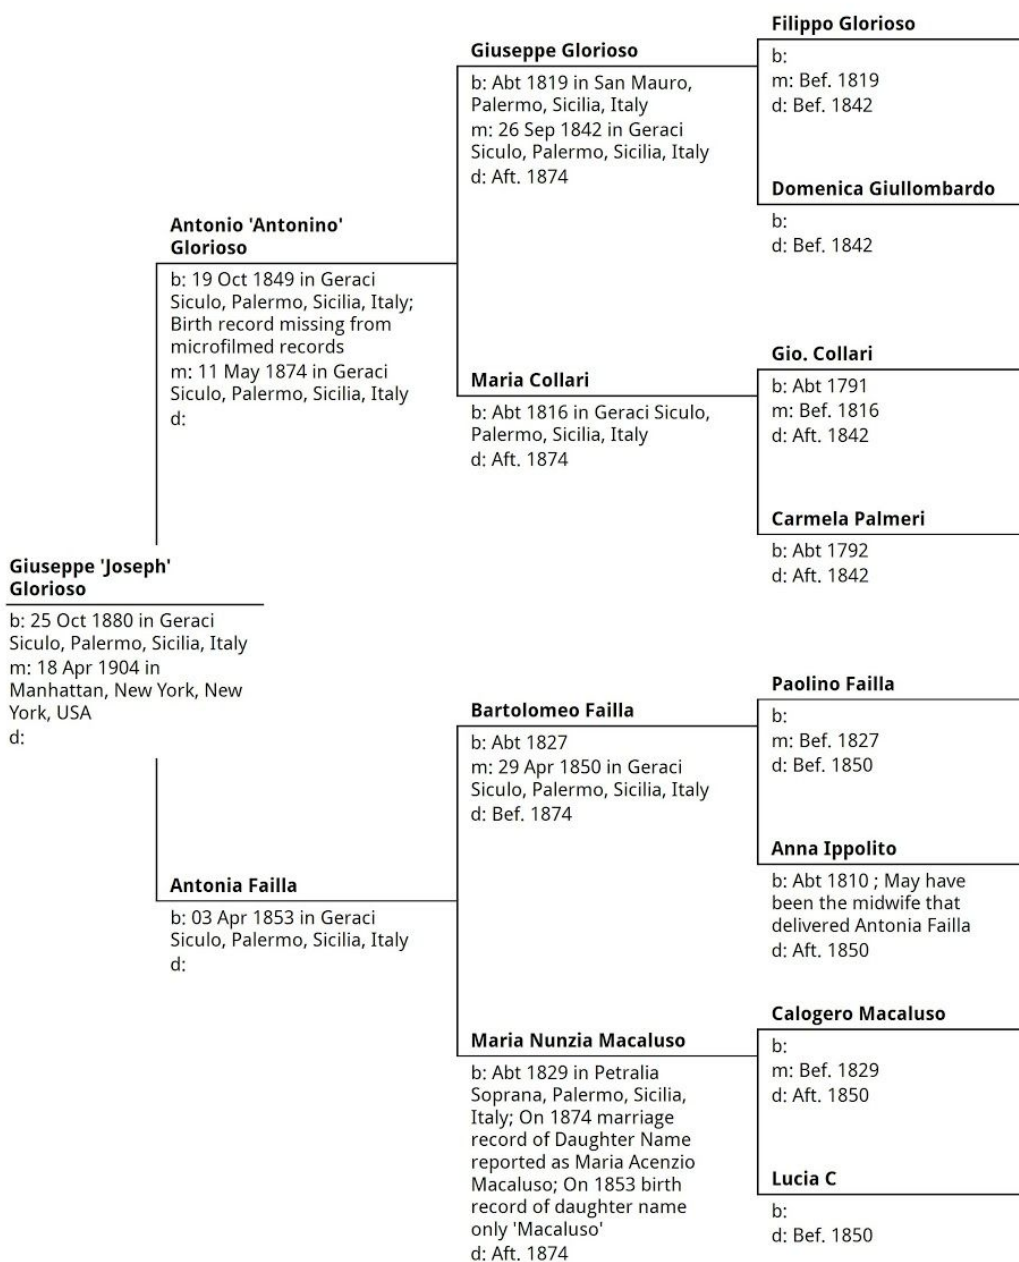 Giuseppe 'Joseph'
Glorioso
b: 25 Oct 1880 in Geraci
Siculo, Palermo, Sicilia, Italy
m: 18 Apr 1904 in
Manhattan, New York, New
York, USA
d:
Antonio 'Antonino'
Glorioso
b: 19 Oct 1849 in Geraci
Siculo, Palermo, Sicilia, Italy;
Birth record missing from
microfilmed records
m: 11 May 1874 in Geraci
Siculo, Palermo, Sicilia, Italy
d:
Antonia Failla
b: 03 Apr 1853 in Geraci
Siculo, Palermo, Sicilia, Italy
d:
Giuseppe Glorioso
b: Abt 1819 in San Mauro,
Palermo, Sicilia, Italy
m: 26 Sep 1842 in Geraci
Siculo, Palermo, Sicilia, Italy
d: Aft. 1874
Maria Collari
b: Abt 1816 in Geraci Siculo,
Palermo, Sicilia, Italy
d: Aft. 1874
Bartolomeo Failla
b: Abt 1827
m: 29 Apr 1850 in Geraci
Siculo, Palermo, Sicilia, Italy
d: Bef. 1874
Maria Nunzia Macaluso
b: Abt 1829 in Petralia
Soprana, Palermo, Sicilia,
Italy; On 1874 marriage
record of Daughter Name
reported as Maria Acenzio
Macaluso; On 1853 birth
record of daughter name
only 'Macaluso'
d: Aft. 1874
Filippo Glorioso
b:
m: Bef. 1819
d: Bef. 1842
Domenica Giullombardo
b:
d: Bef. 1842
Gio. Collari
b: Abt 1791
m: Bef. 1816
d: Aft. 1842
Carmela Palmeri
b: Abt 1792
d: Aft. 1842
Paolino Failla
b:
m: Bef. 1827
d: Bef. 1850
Anna Ippolito
b: Abt 1810 ; May have
been the midwife that
delivered Antonia Failla
d: Aft. 1850
Calogero Macaluso
b:
m: Bef. 1829
d: Aft. 1850
Lucia C
b:
d: Bef. 1850